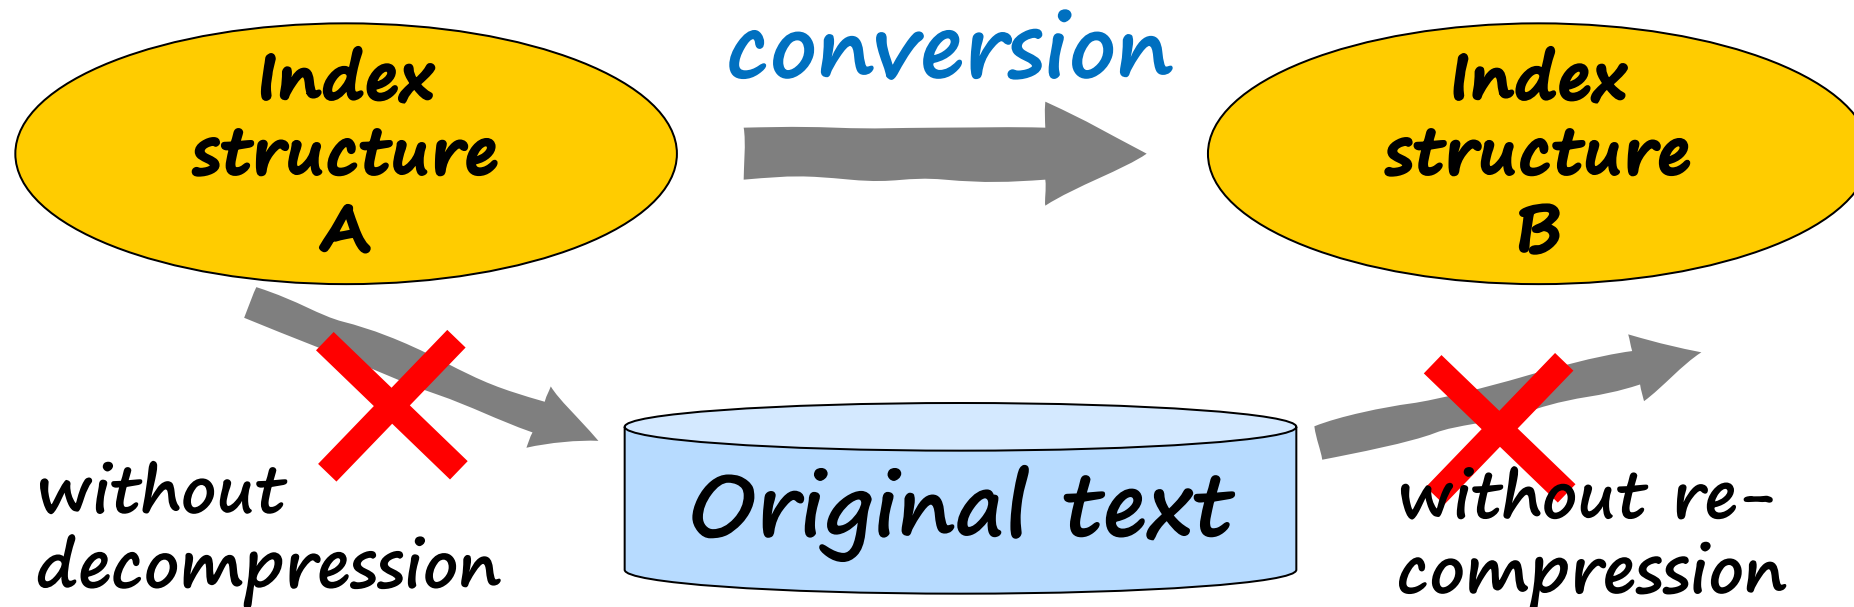 Index
structure
A
conversion
Index
structure
B
without
decompression
Original text
without re-
compression